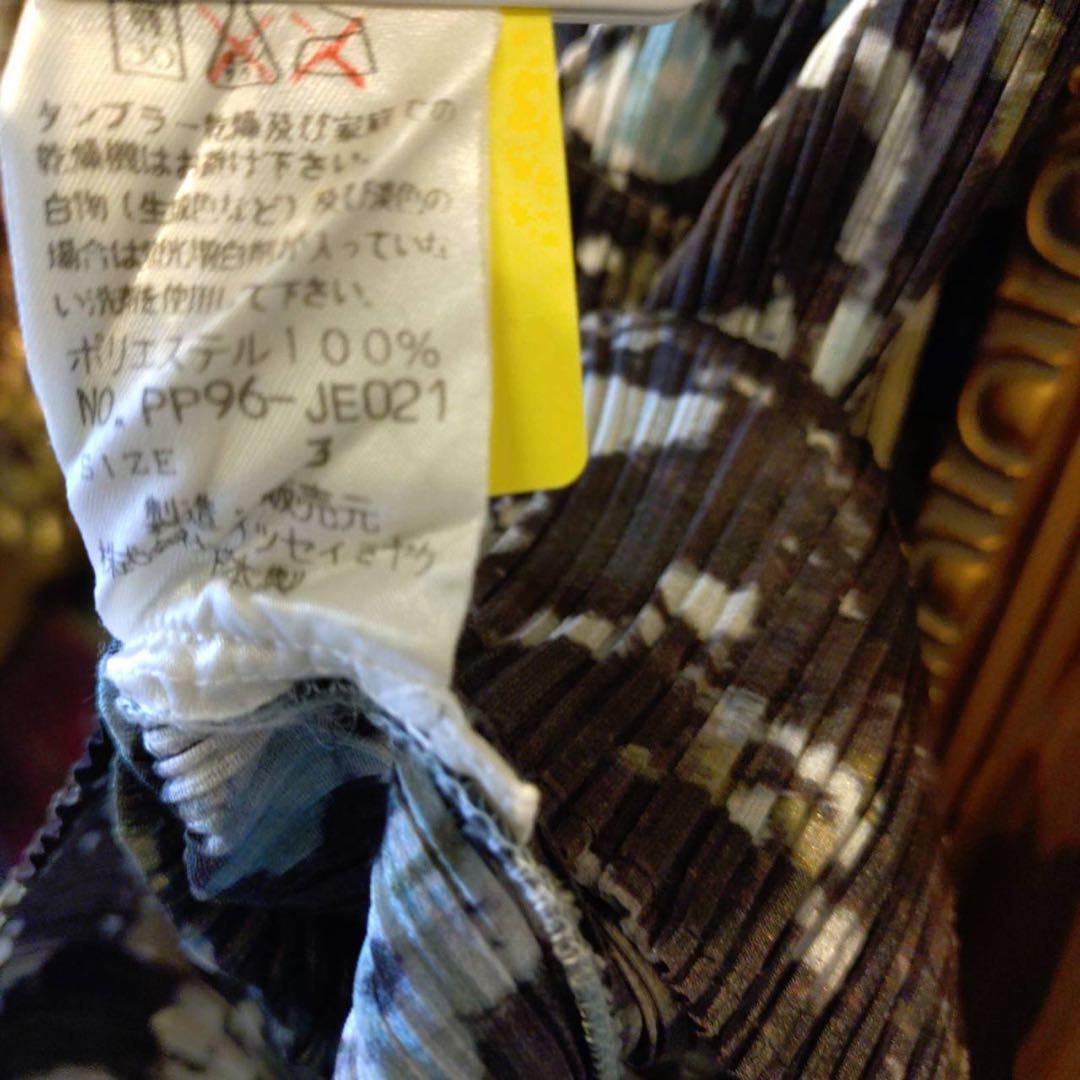 タンブラー乾燥及び家庭での
乾燥機はお避け下さい
白物(生成色など)及び淡色の
場合は蛍光増白剤が入っていな
い洗剤を使用して下さい。
ポリエステル100%
NO. PP96-JE021
SIZE 3
製造・販売元
イッセイミヤケ